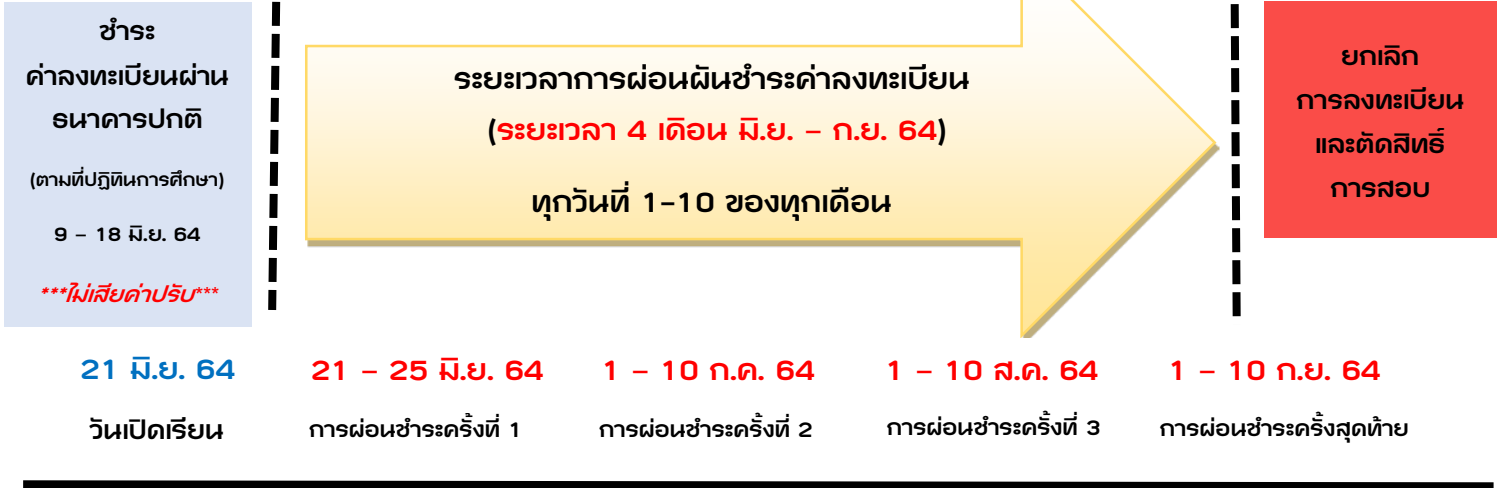 ชำระ
ค่าลงทะเบียนผ่าน
ธนาคารปกติ
(ตามที่ปฏิทินการศึกษา)
9 – 18 มิ.ย. 64
***ไม่เสียค่าปรับ***
ระยะเวลาการผ่อนผันชำระค่าลงทะเบียน
(ระยะเวลา 4 เดือน มิ.ย. – ก.ย. 64)
ทุกวันที่ 1-10 ของทุกเดือน
ยกเลิก
การลงทะเบียน
และตัดสิทธิ์
การสอบ
21 มิ.ย. 64
วันเปิดเรียน
21 – 25 มิ.ย. 64
การผ่อนชำระครั้งที่ 1
1 – 10 ก.ค. 64
การผ่อนชำระครั้งที่ 2
1 – 10 ส.ค. 64
การผ่อนชำระครั้งที่ 3
1 – 10 ก.ย. 64
การผ่อนชำระครั้งสุดท้าย